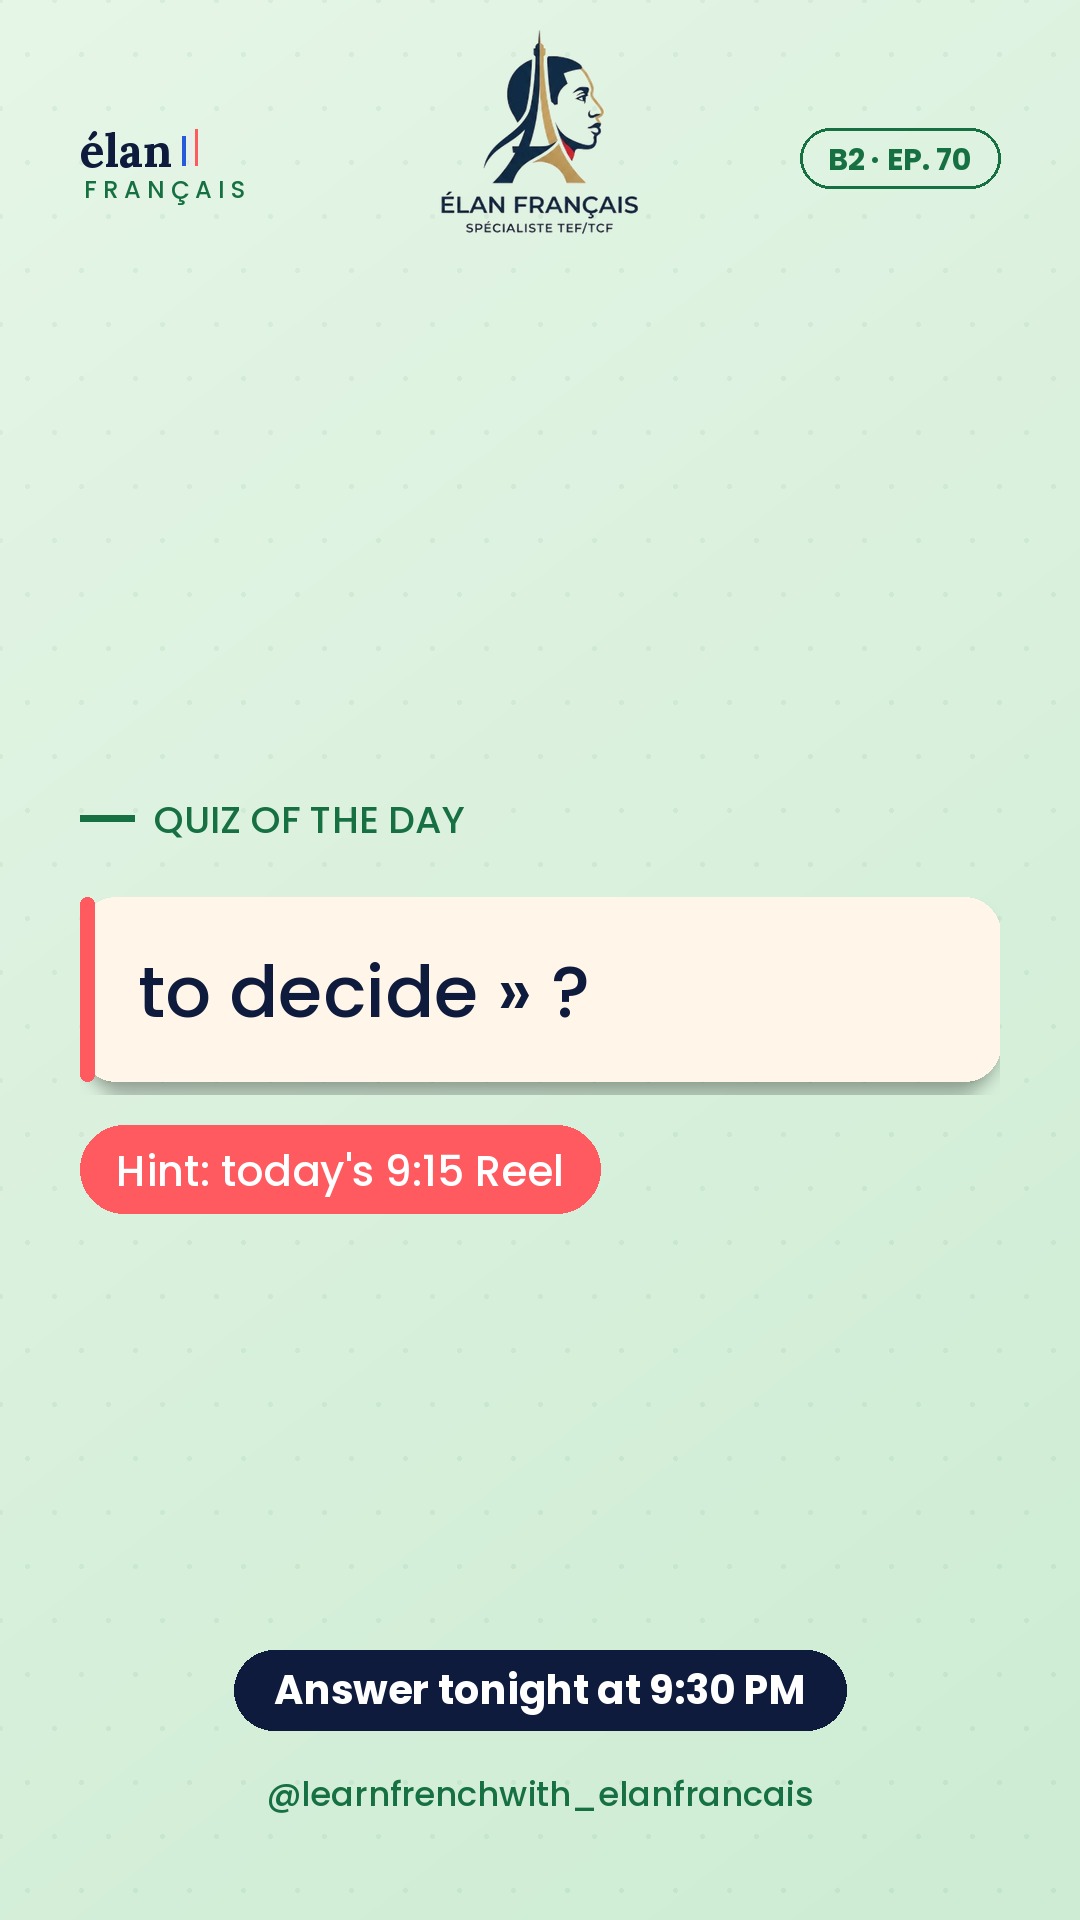 élan
FRANÇAIS
ÉLAN FRANÇAIS
SPÉCIALISTE TEF/TCF
B2 · EP. 70
QUIZ OF THE DAY
to decide » ?
Hint: today's 9:15 Reel
Answer tonight at 9:30 PM
@learnfrenchwith_elanfrancais